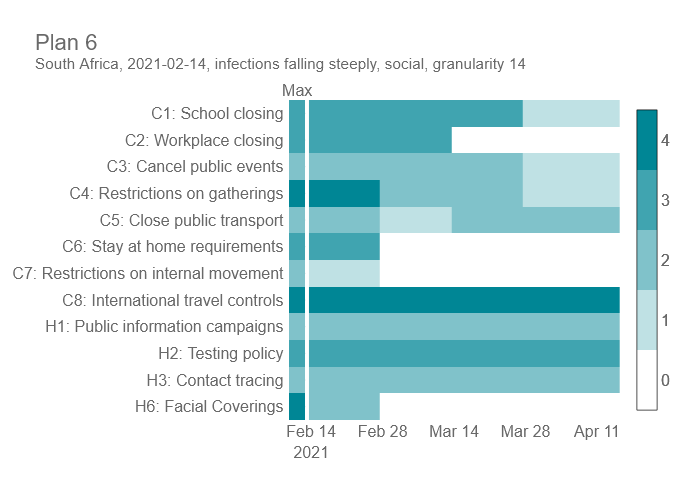 Plan 6
South Africa, 2021-02-14, infections falling steeply, social, granularity 14
Max
C1: School closing
C2: Workplace closing
C3: Cancel public events
C4: Restrictions on gatherings
C5: Close public transport
C6: Stay at home requirements
C7: Restrictions on internal movement
C8: International travel controls
H1: Public information campaigns
H2: Testing policy
H3: Contact tracing
H6: Facial Coverings
Feb 14 Feb 28 Mar 14 Mar 28 Apr 11
2021
4
3
2
1
0